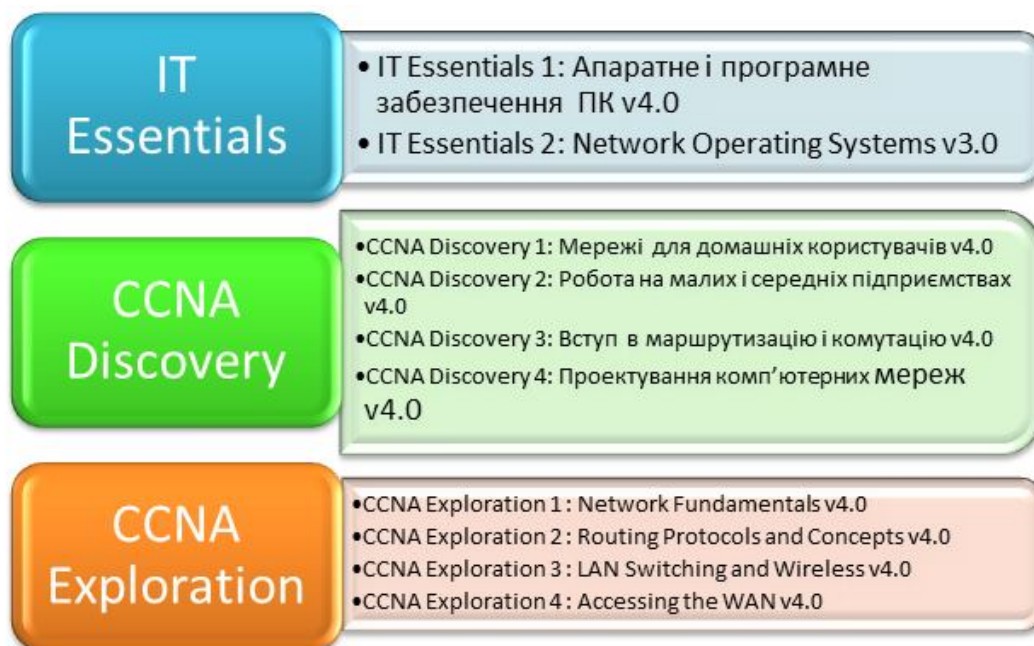 IT
Essentials
• IT Essentials 1: Апаратне і програмне
забезпечення ПК v4.0
• IT Essentials 2: Network Operating Systems v3.0
CCNA
Discovery
•CCNA Discovery 1: Мережі для домашніх користувачів v4.0
•CCNA Discovery 2: Робота на малих і середніх підприємствах
v4.0
•CCNA Discovery 3: Вступ в маршрутизацію і комутацію v4.0
•CCNA Discovery 4: Проектування комп’ютерних мереж
v4.0
CCNA
Exploration
•CCNA Exploration 1 : Network Fundamentals v4.0
•CCNA Exploration 2 : Routing Protocols and Concepts v4.0
•CCNA Exploration 3 : LAN Switching and Wireless v4.0
•CCNA Exploration 4 : Accessing the WAN v4.0